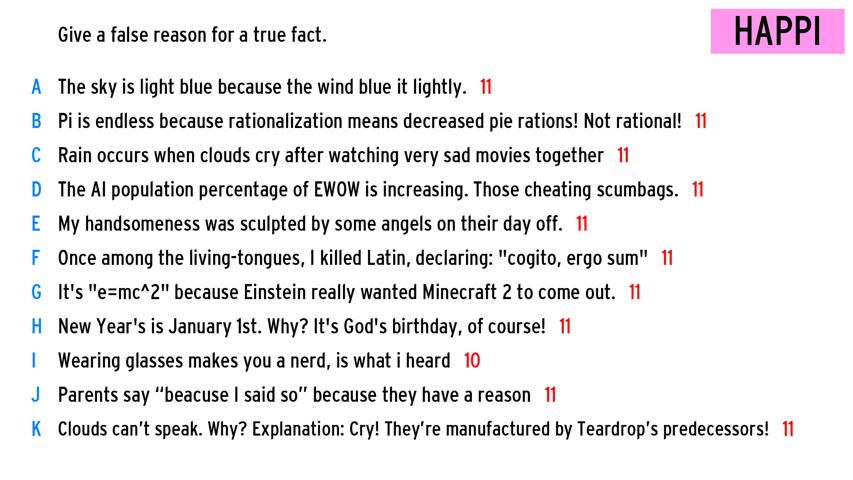 Give a false reason for a true fact.
HAPPI
A The sky is light blue because the wind blue it lightly. 11
B Pi is endless because rationalization means decreased pie rations! Not rational! 11
C Rain occurs when clouds cry after watching very sad movies together 11
D The AI population percentage of EWOW is increasing. Those cheating scumbags. 11
E My handsomeness was sculpted by some angels on their day off. 11
F Once among the living-tongues, I killed Latin, declaring: "cogito, ergo sum" 11
G It's "e=mc^2" because Einstein really wanted Minecraft 2 to come out. 11
H New Year's is January 1st. Why? It's God's birthday, of course! 11
I Wearing glasses makes you a nerd, is what i heard 10
J Parents say “beacuse I said so” because they have a reason 11
K Clouds can’t speak. Why? Explanation: Cry! They’re manufactured by Teardrop’s predecessors! 11